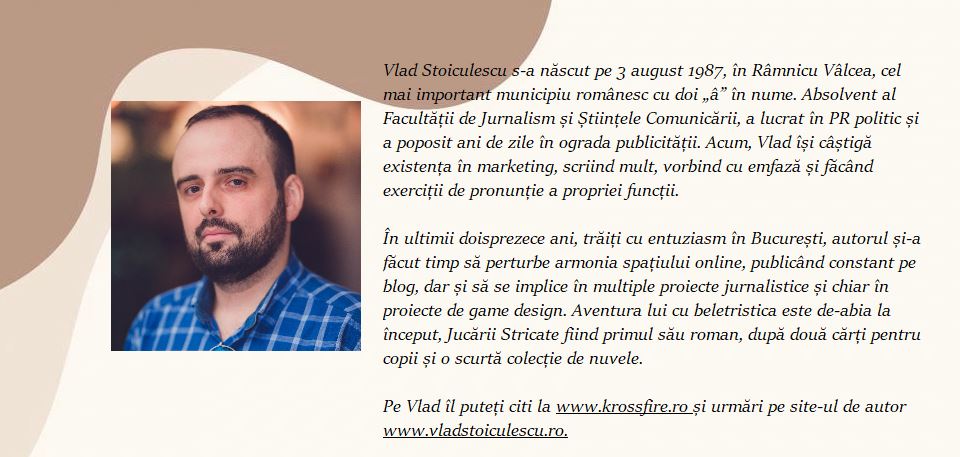 Vlad Stoiculescu s-a născut pe 3 august 1987, în Râmnicu Vâlcea, cel
mai important municipiu românesc cu doi „â” în nume. Absolvent al
Facultății de Jurnalism și Științele Comunicării, a lucrat în PR politic și
a poposit ani de zile în ograda publicității. Acum, Vlad își câștigă
existența în marketing, scriind mult, vorbind cu emfază și făcând
exerciții de pronunție a propriei funcții.
În ultimii doisprezece ani, trăiți cu entuziasm în București, autorul și-a
făcut timp să perturbe armonia spațiului online, publicând constant pe
blog, dar și să se implice în multiple proiecte jurnalistice și chiar în
proiecte de game design. Aventura lui cu beletristica este de-abia la
început, Jucării Stricate fiind primul său roman, după două cărți pentru
copii și o scurtă colecție de nuvele.
Pe Vlad îl puteți citi la www.krossfire.ro și urmări pe site-ul de autor
www.vladstoiculescu.ro.